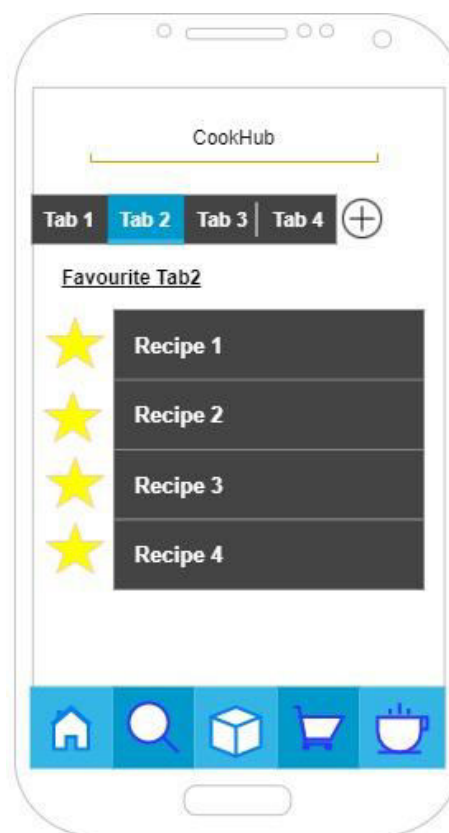 CookHub
Tab 1 Tab 2 Tab 3 Tab 4
Favourite Tab2
Recipe 1
Recipe 2
Recipe 3
Recipe 4